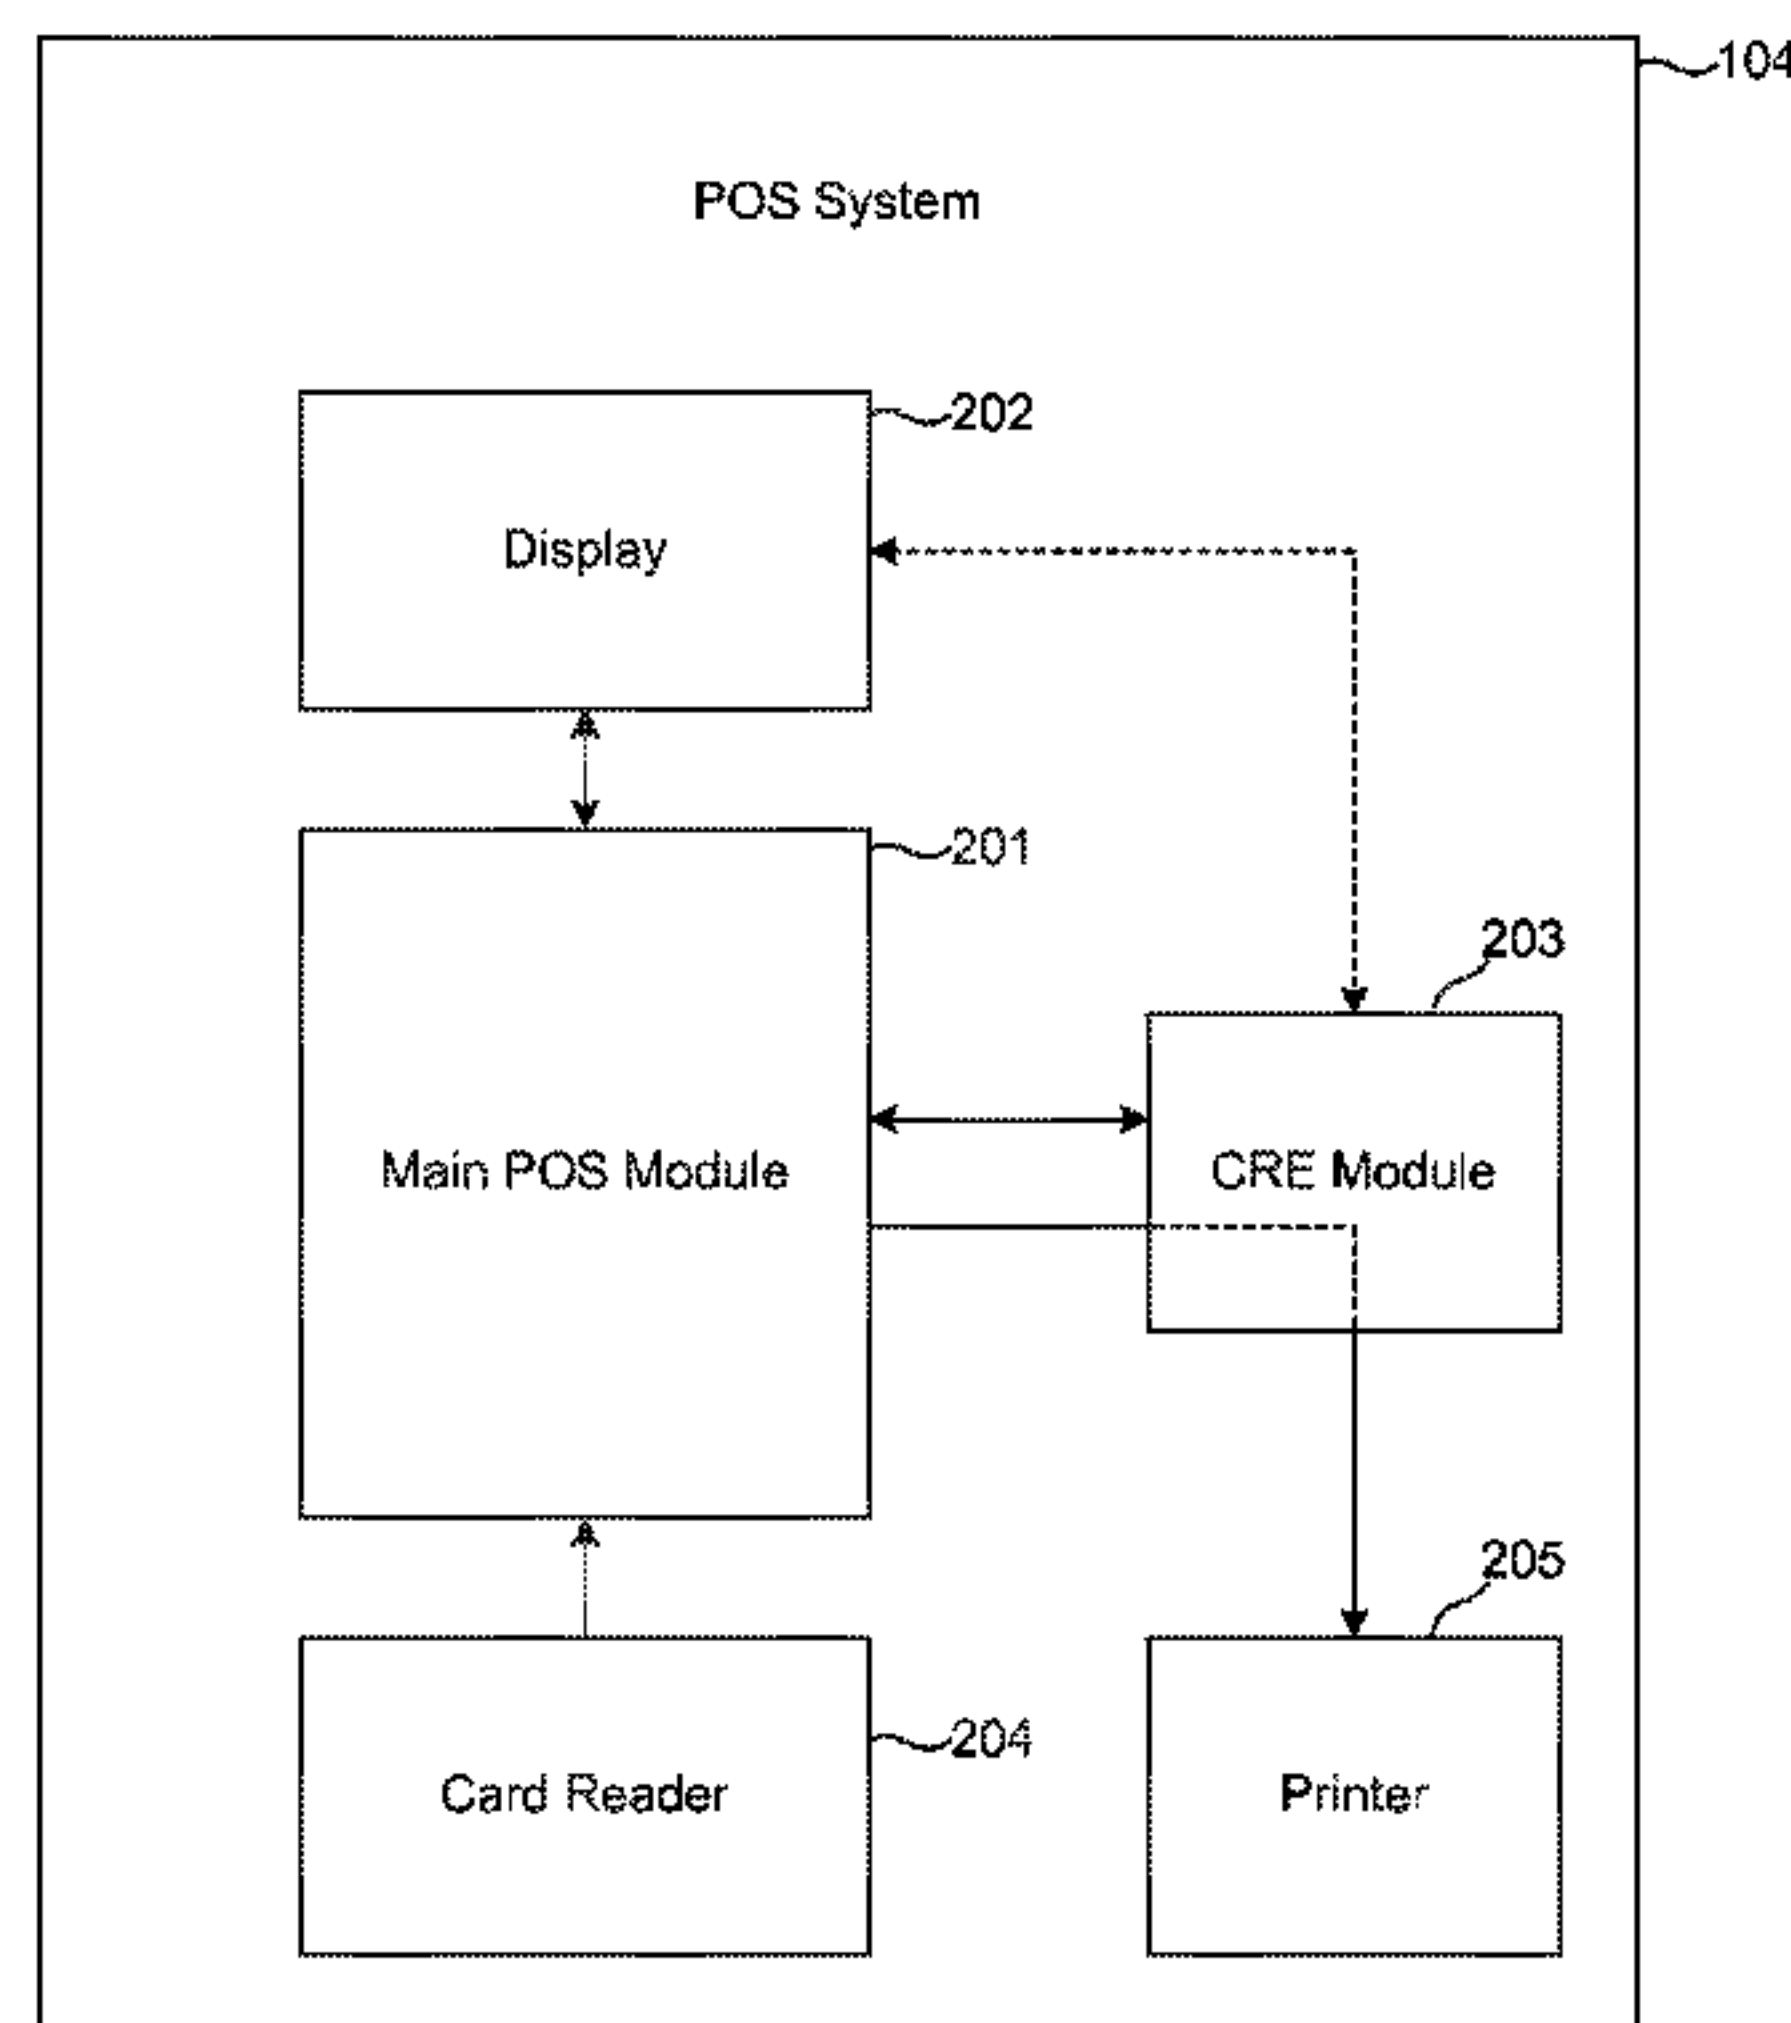 104
POS System
202
Display
201
203
Main POS Module
CRE Module
205
204
Card Reader
Printer